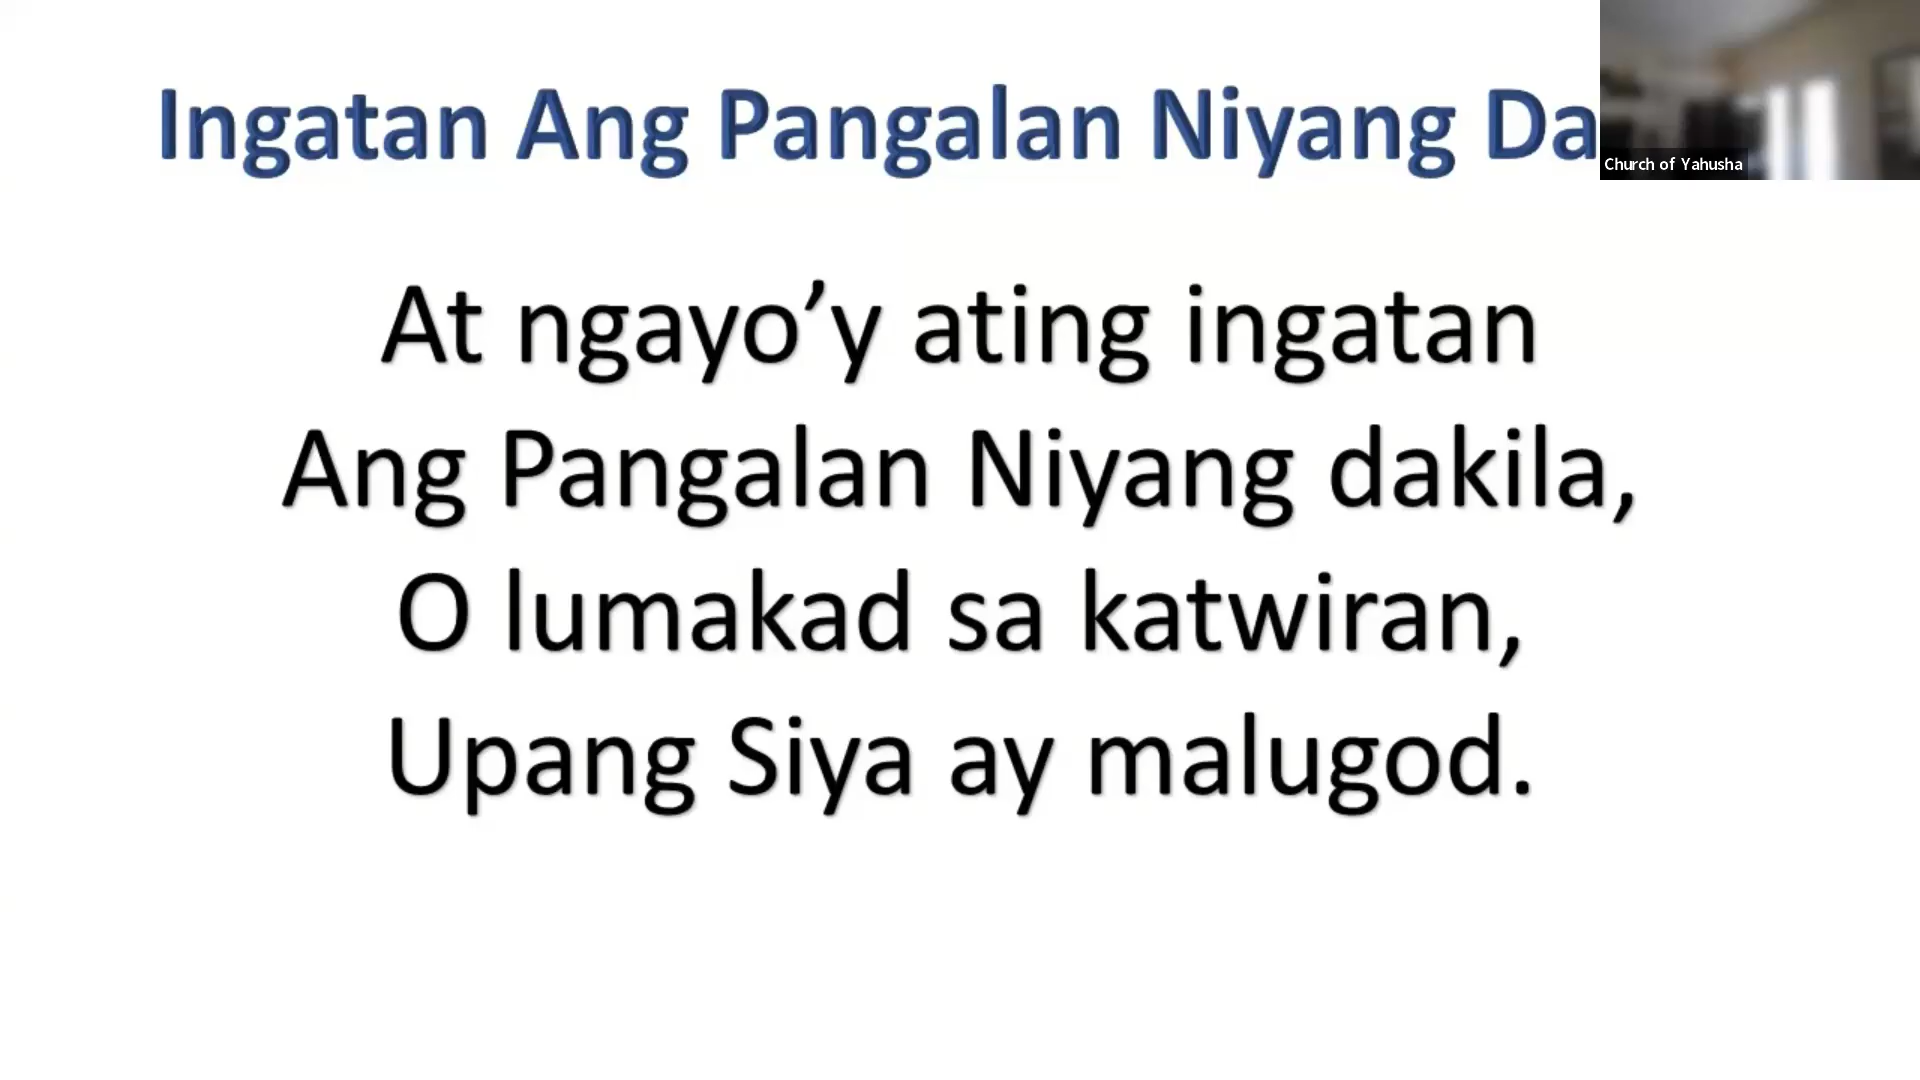 Ingatan Ang Pangalan Niyang
Church of Yahusha
At ngayo’y ating ingatan
Ang Pangalan Niyang dakila,
O lumakad sa katwiran,
Upang Siya ay malugod.